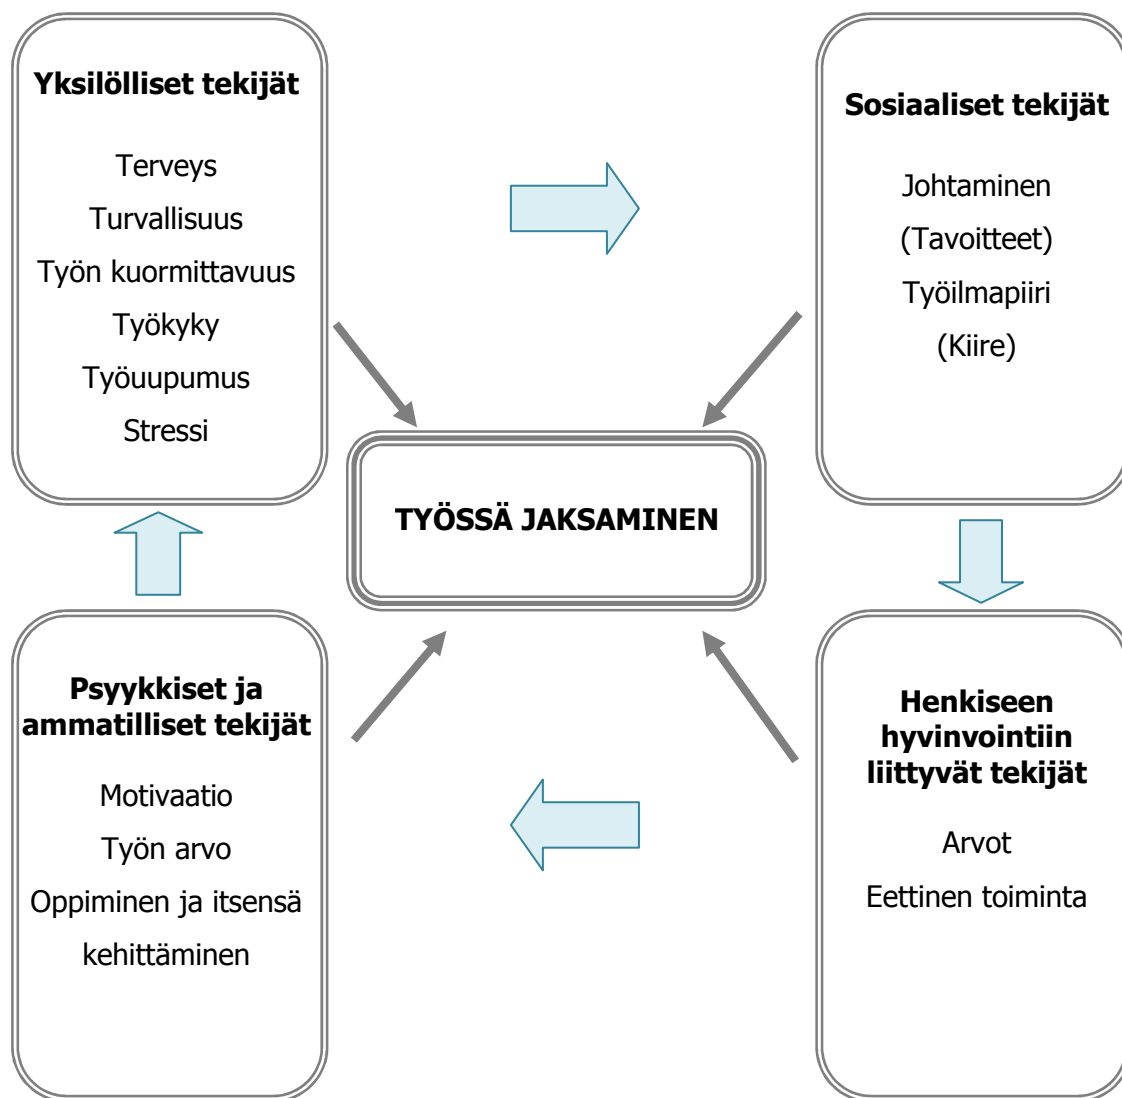 Yksilölliset tekijät
Terveys
Turvallisuus
Työn kuormittavuus
Työkyky
Työuupumus
Stressi
Sosiaaliset tekijät
Johtaminen
(Tavoitteet)
Työilmapiiri
(Kiire)
TYÖSSÄ JAKSAMINEN
Psyykkiset ja
ammatilliset tekijät
Motivaatio
Työn arvo
Oppiminen ja itsensä
kehittäminen
Henkiseen
hyvinvointiin
liittyvät tekijät
Arvot
Eettinen toiminta